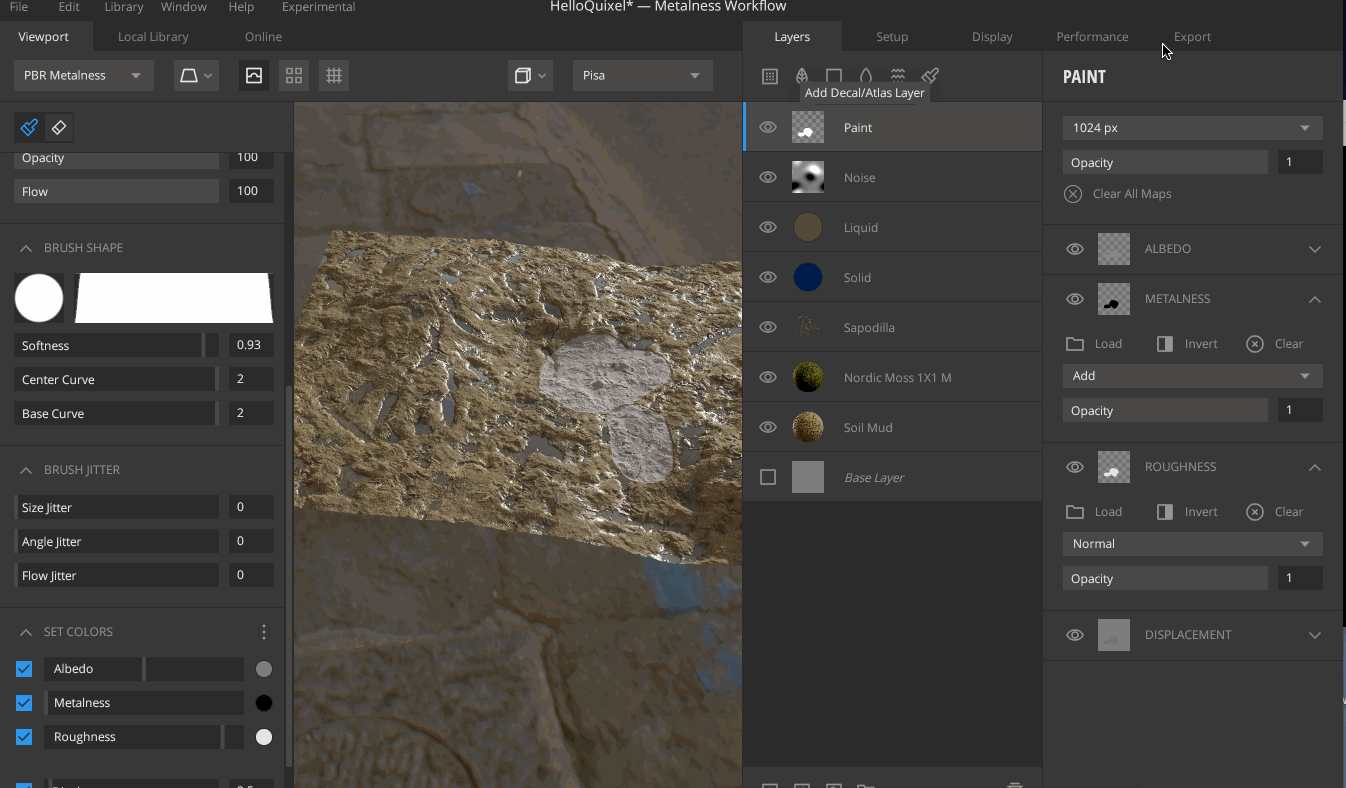 File Edit Library Window Help Experimental
HelloQuixel* — Metalness Workflow
Viewport Local Library Online
Layers Setup Display Performance Export
PBR Metalness
Pisa
PAINT
Add Decal/Atlas Layer
Opacity 100
Flow 100
BRUSH SHAPE
Softness 0.93
Center Curve 2
Base Curve 2
BRUSH JITTER
Size Jitter 0
Angle Jitter 0
Flow Jitter 0
SET COLORS
Albedo
Metalness
Roughness
Paint
Noise
Liquid
Solid
Sapodilla
Nordic Moss 1X1 M
Soil Mud
Base Layer
1024 px
Opacity 1
Clear All Maps
ALBEDO
METALNESS
Load Invert Clear
Add
Opacity 1
ROUGHNESS
Load Invert Clear
Normal
Opacity 1
DISPLACEMENT